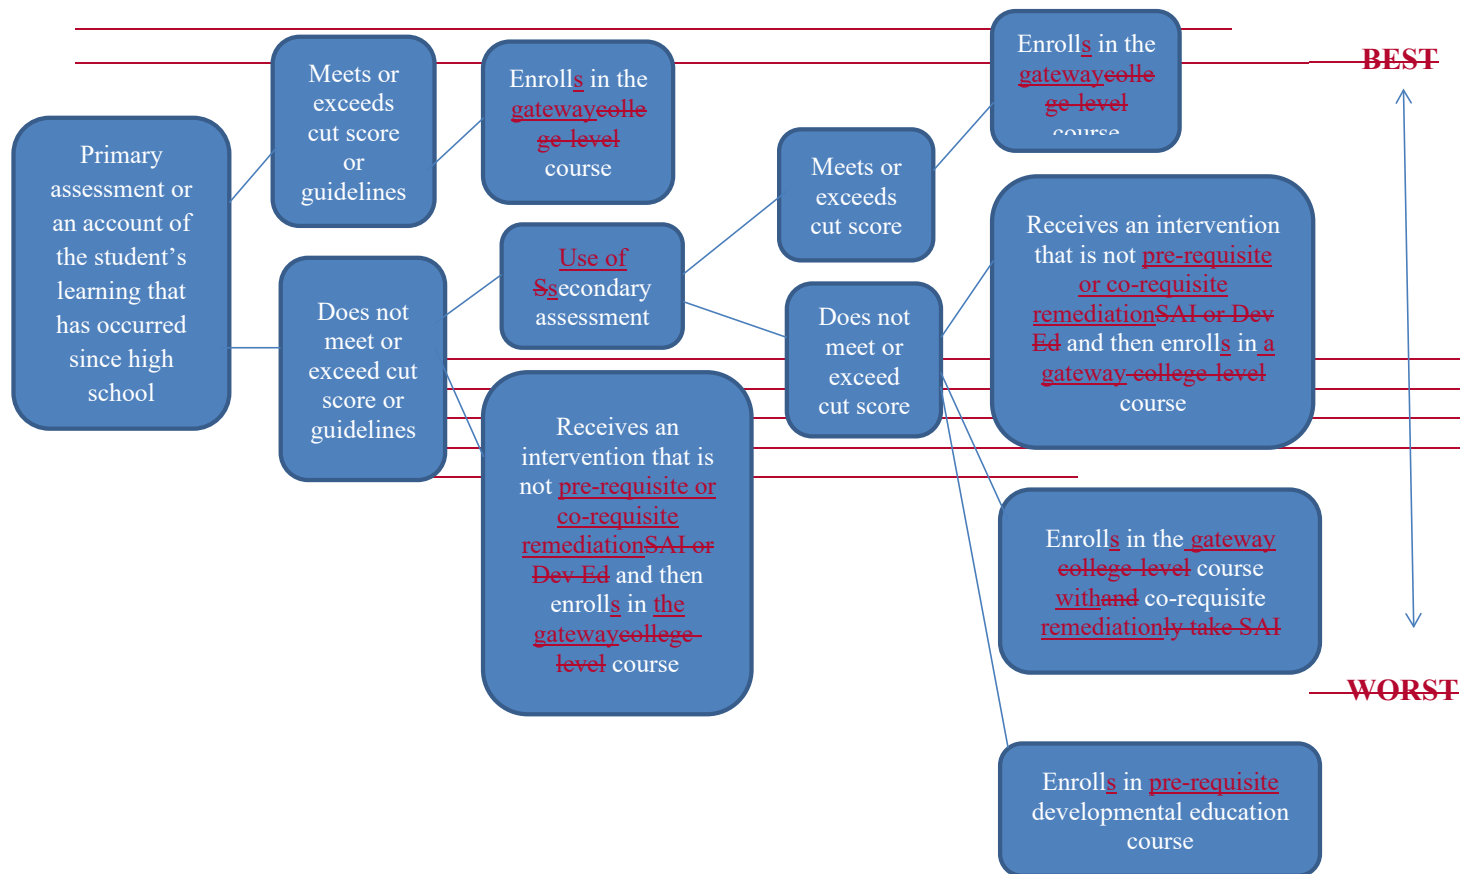 Primary
assessment or
an account of
the student’s
learning that
has occurred
since high
school
Meets or
exceeds
cut score
or
guidelines
Does not
meet or
exceed cut
score or
guidelines
Enrolls in the
gatewaycolle
ge-level
course
Use of
Ssecondary
assessment
Receives an
intervention that is
not pre-requisite or
co-requisite
remediationSAI or
Dev Ed and then
enrolls in the
gatewaycollege-
level course
Meets or
exceeds
cut score
Does not
meet or
exceed
cut score
Enrolls in the
gatewaycolle
ge-level
course
Receives an intervention
that is not pre-requisite
or co-requisite
remediationSAI or Dev
Ed and then enrolls in a
gateway college-level
course
Enrolls in the gateway
college-level course
withand co-requisite
remediationly take SAI
Enrolls in pre-requisite
developmental education
course
BEST
WORST